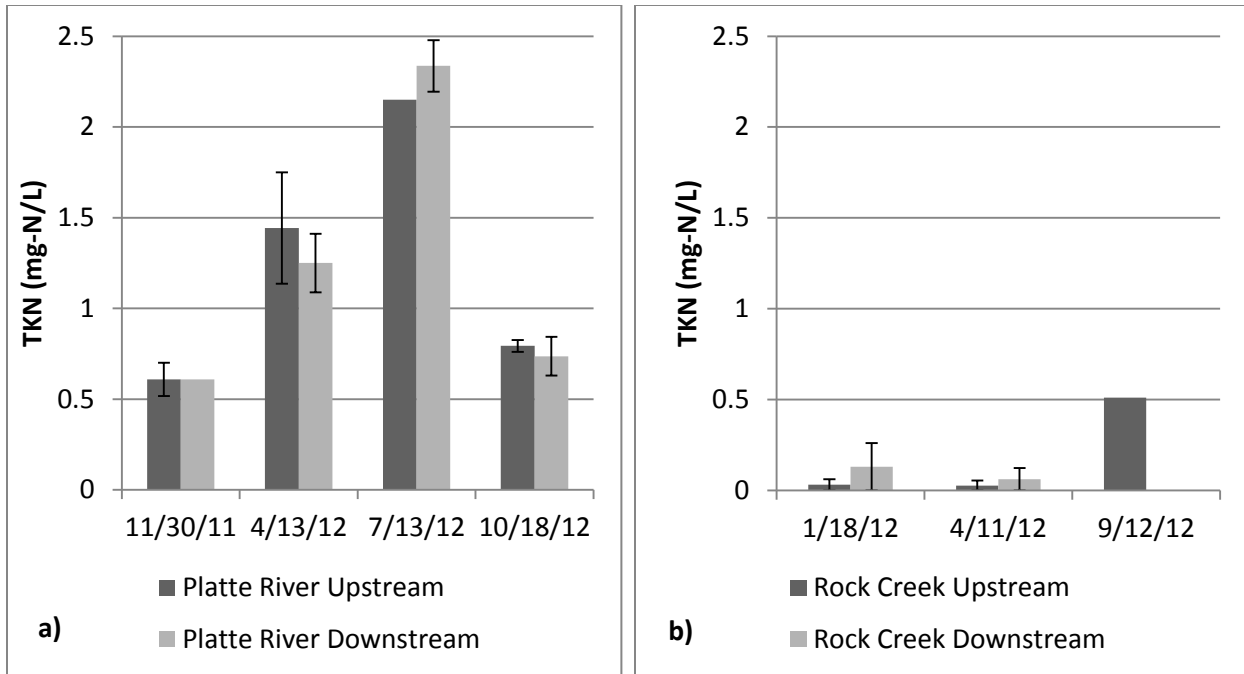 2.5
2
1.5
1
0.5
0
TKN (mg-N/L)
11/30/11 4/13/12 7/13/12 10/18/12
Platte River Upstream
Platte River Downstream
a)
2.5
2
1.5
1
0.5
0
TKN (mg-N/L)
1/18/12 4/11/12 9/12/12
Rock Creek Upstream
Rock Creek Downstream
b)